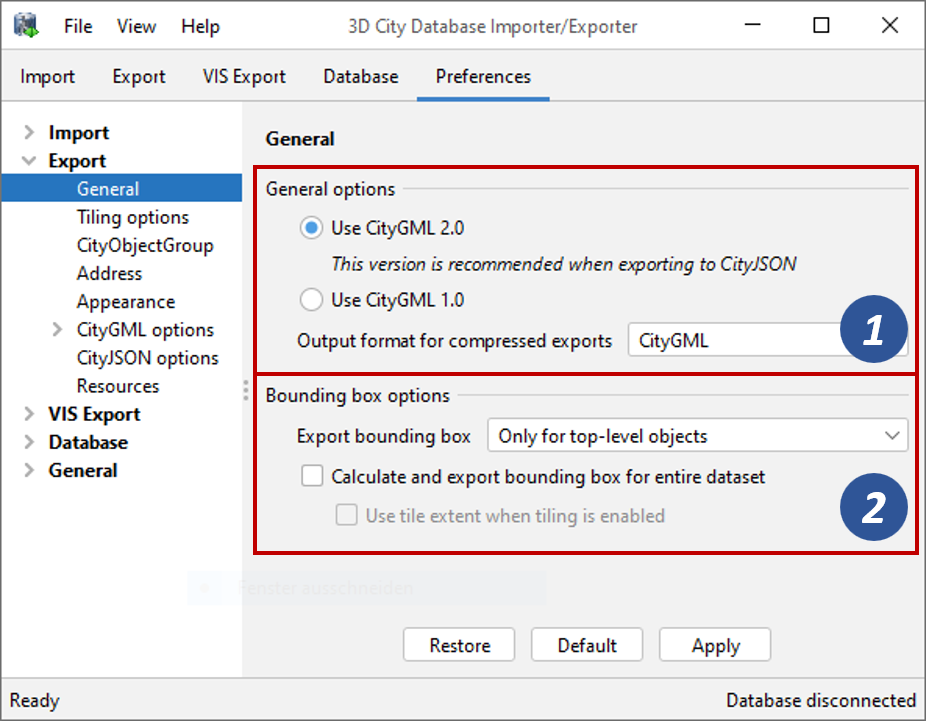 File View Help 3D City Database Importer/Exporter
Import Export VIS Export Database Preferences
Import
Export
General
Tiling options
CityObjectGroup
Address
Appearance
CityGML options
CityJSON options
Resources
VIS Export
Database
General
General
General options
Use CityGML 2.0
This version is recommended when exporting to CityJSON
Use CityGML 1.0
Output format for compressed exports CityGML
1
Bounding box options
Export bounding box Only for top-level objects
Calculate and export bounding box for entire dataset
Use tile extent when tiling is enabled
2
Fenster ausschneiden
Restore Default Apply
Ready Database disconnected